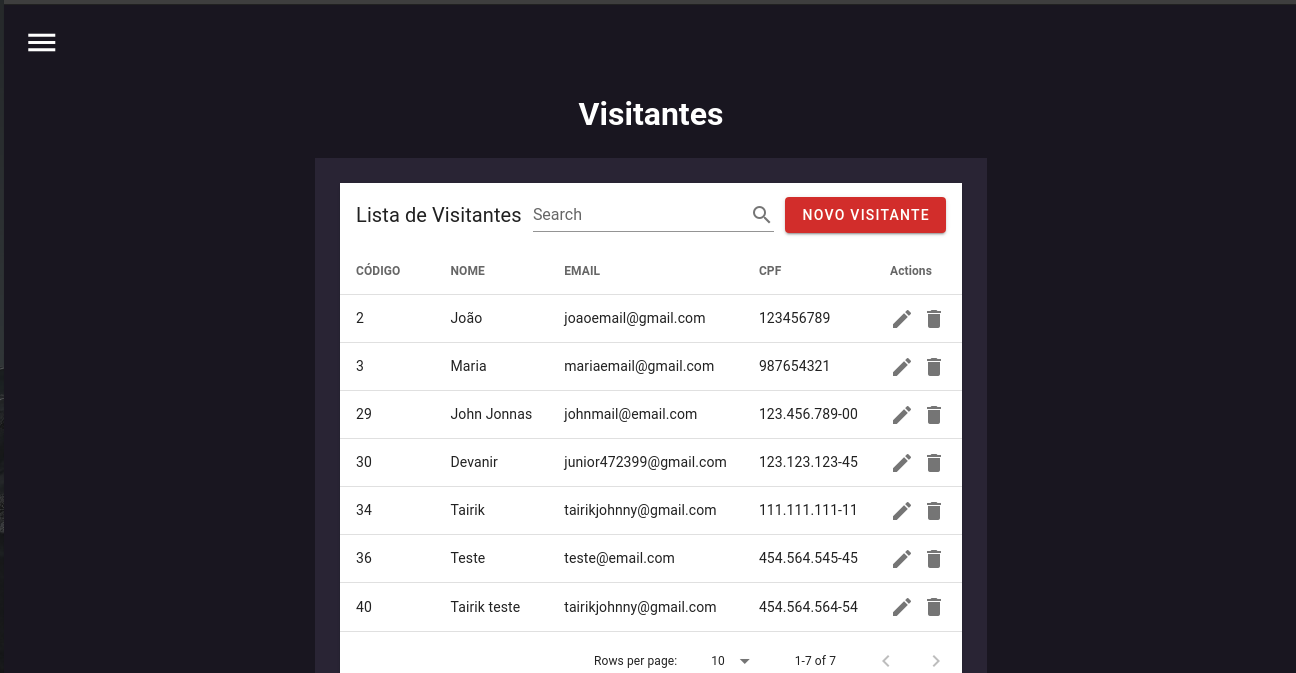 Visitantes
Lista de Visitantes Search NOVO VISITANTE
CÓDIGO NOME EMAIL CPF Actions
2 João joaoemail@gmail.com 123456789
3 Maria mariaemail@gmail.com 987654321
29 John Jonnas johnmail@email.com 123.456.789-00
30 Devanir junior472399@gmail.com 123.123.123-45
34 Tairik tairikjohnny@gmail.com 111.111.111-11
36 Teste teste@email.com 454.564.545-45
40 Tairik teste tairikjohnny@gmail.com 454.564.564-54
Rows per page: 10 1-7 of 7